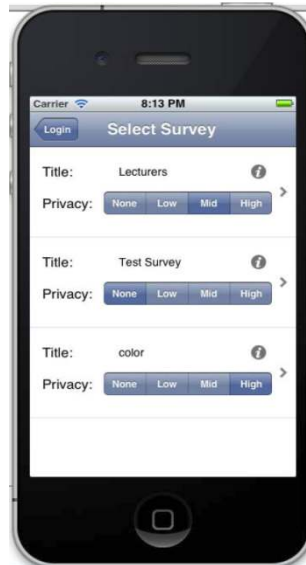 Carrier 8:13 PM
Login Select Survey
Title: Lecturers
Privacy: None Low Mid High
Title: Test Survey
Privacy: None Low Mid High
Title: color
Privacy: None Low Mid High